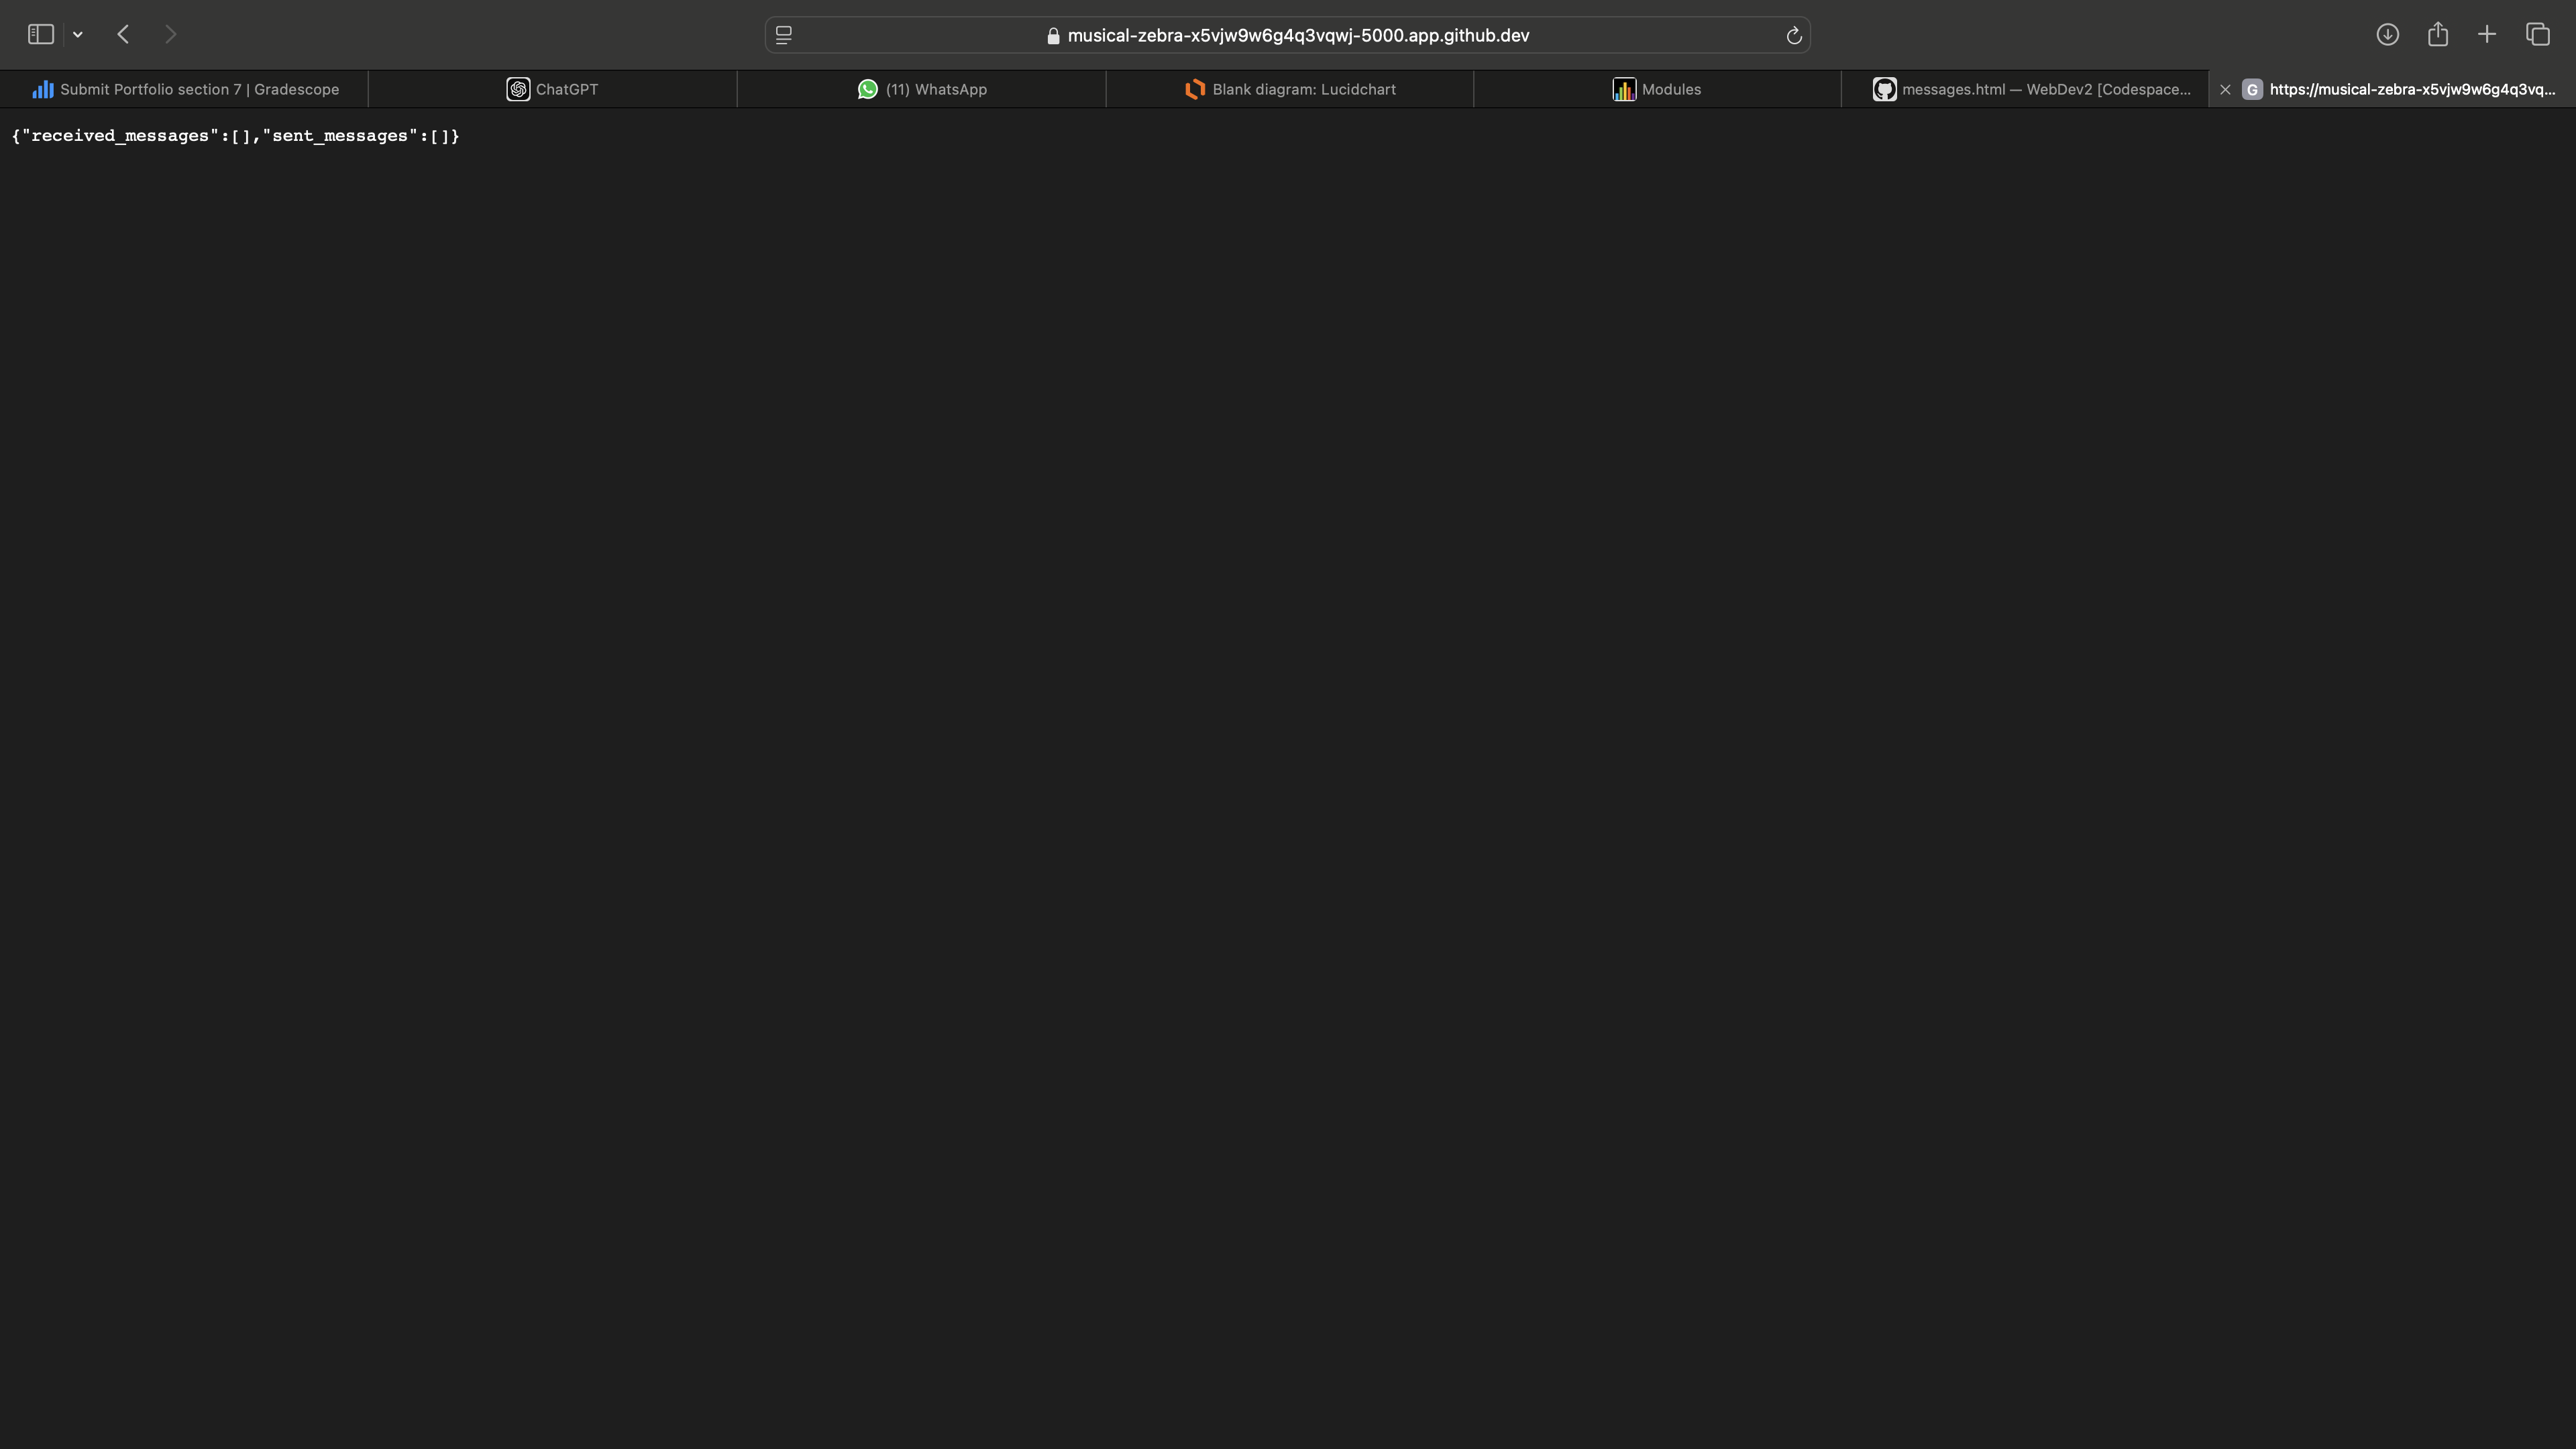 musical-zebra-x5vjw9w6g4q3vqwj-5000.app.github.dev
Submit Portfolio section 7 | Gradescope
ChatGPT
(11) WhatsApp
Blank diagram: Lucidchart
Modules
messages.html — WebDev2 [Codespace...
G https://musical-zebra-x5vjw9w6g4q3vq...
{"received_messages":[],"sent_messages":[]}